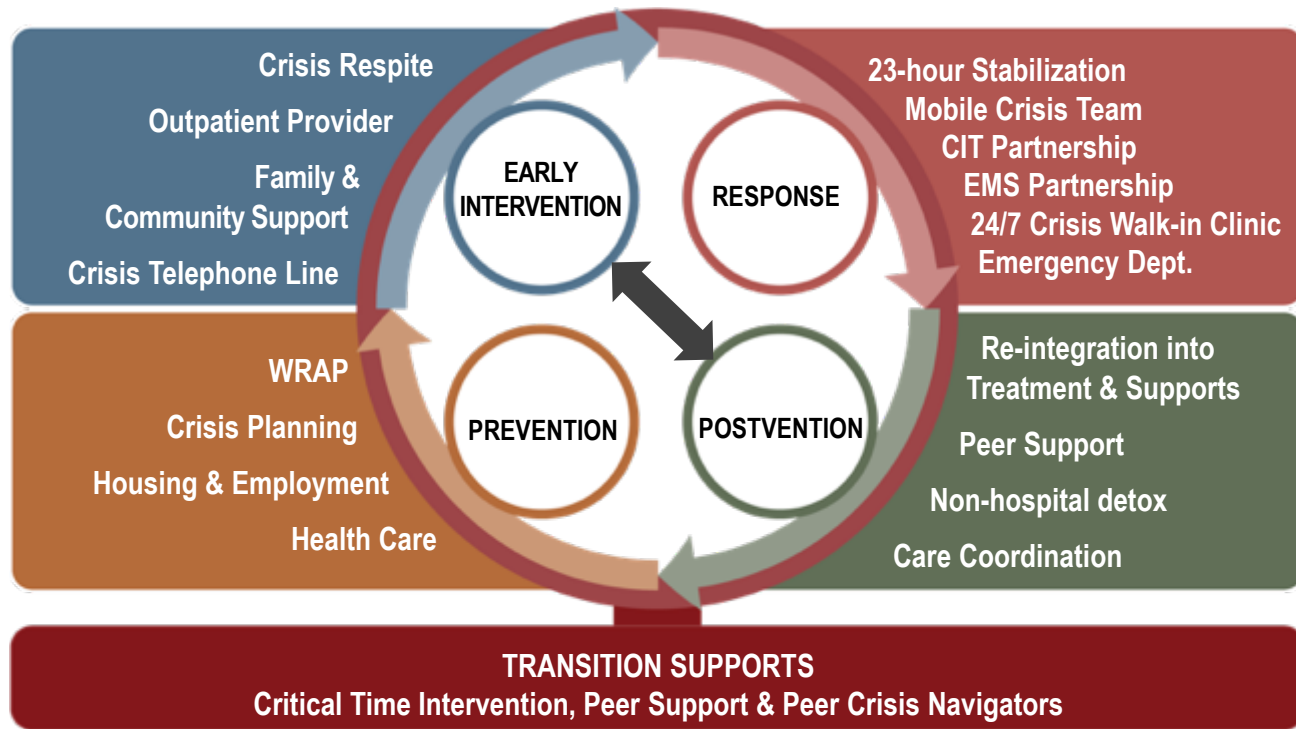 Crisis Respite
Outpatient Provider
Family &
Community Support
Crisis Telephone Line
EARLY
INTERVENTION
RESPONSE
23-hour Stabilization
Mobile Crisis Team
CIT Partnership
EMS Partnership
24/7 Crisis Walk-in Clinic
Emergency Dept.
WRAP
Crisis Planning
Housing & Employment
Health Care
PREVENTION
POSTVENTION
Re-integration into
Treatment & Supports
Peer Support
Non-hospital detox
Care Coordination
TRANSITION SUPPORTS
Critical Time Intervention, Peer Support & Peer Crisis Navigators